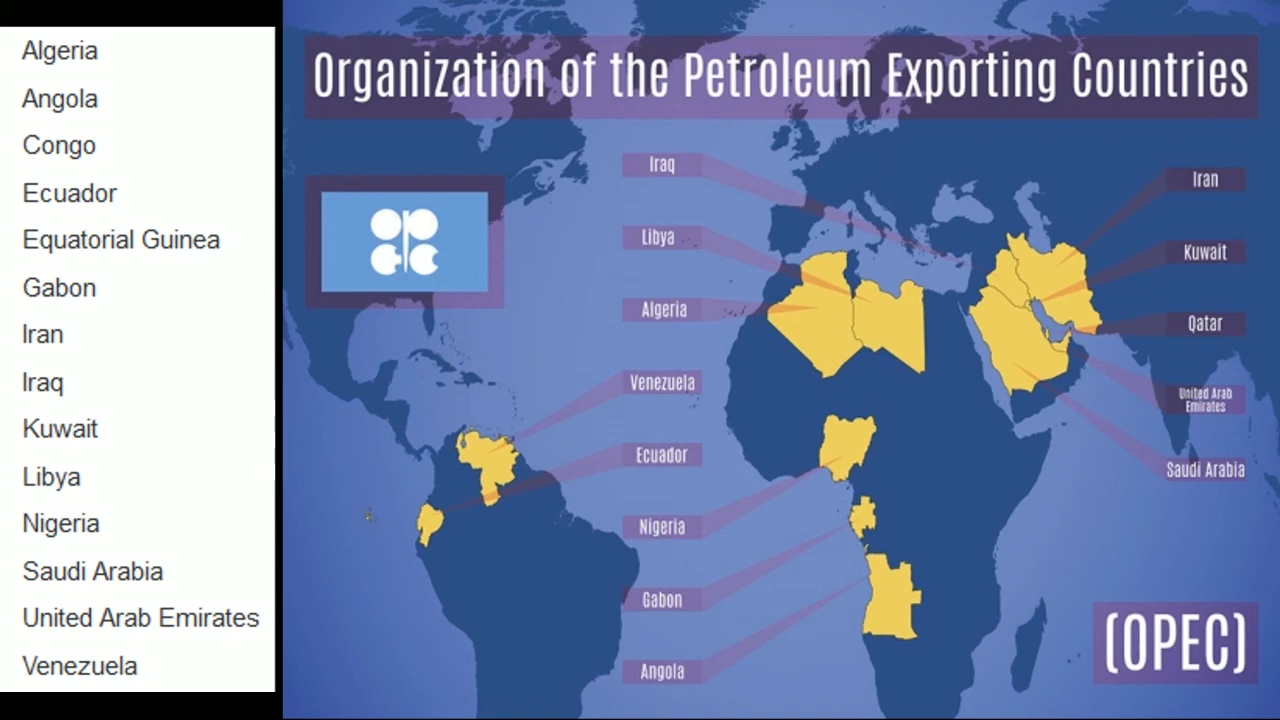 Algeria
Angola
Congo
Ecuador
Equatorial Guinea
Gabon
Iran
Iraq
Kuwait
Libya
Nigeria
Saudi Arabia
United Arab Emirates
Venezuela
Organization of the Petroleum Exporting Countries
Iraq
Libya
Algeria
Venezuela
Ecuador
Nigeria
Gabon
Angola
Iran
Kuwait
Qatar
United Arab
Emirates
Saudi Arabia
(OPEC)